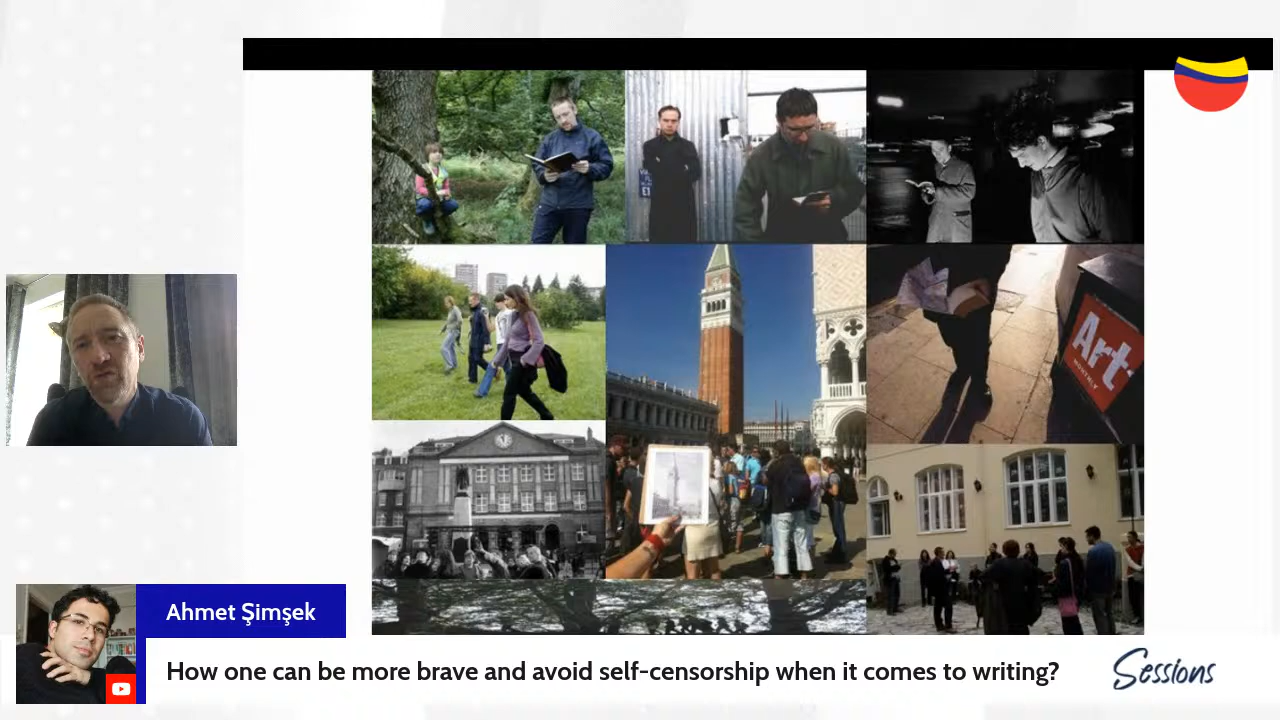 Art
MONTHLY
Ahmet Şimşek
How one can be more brave and avoid self-censorship when it comes to writing?
Sessions